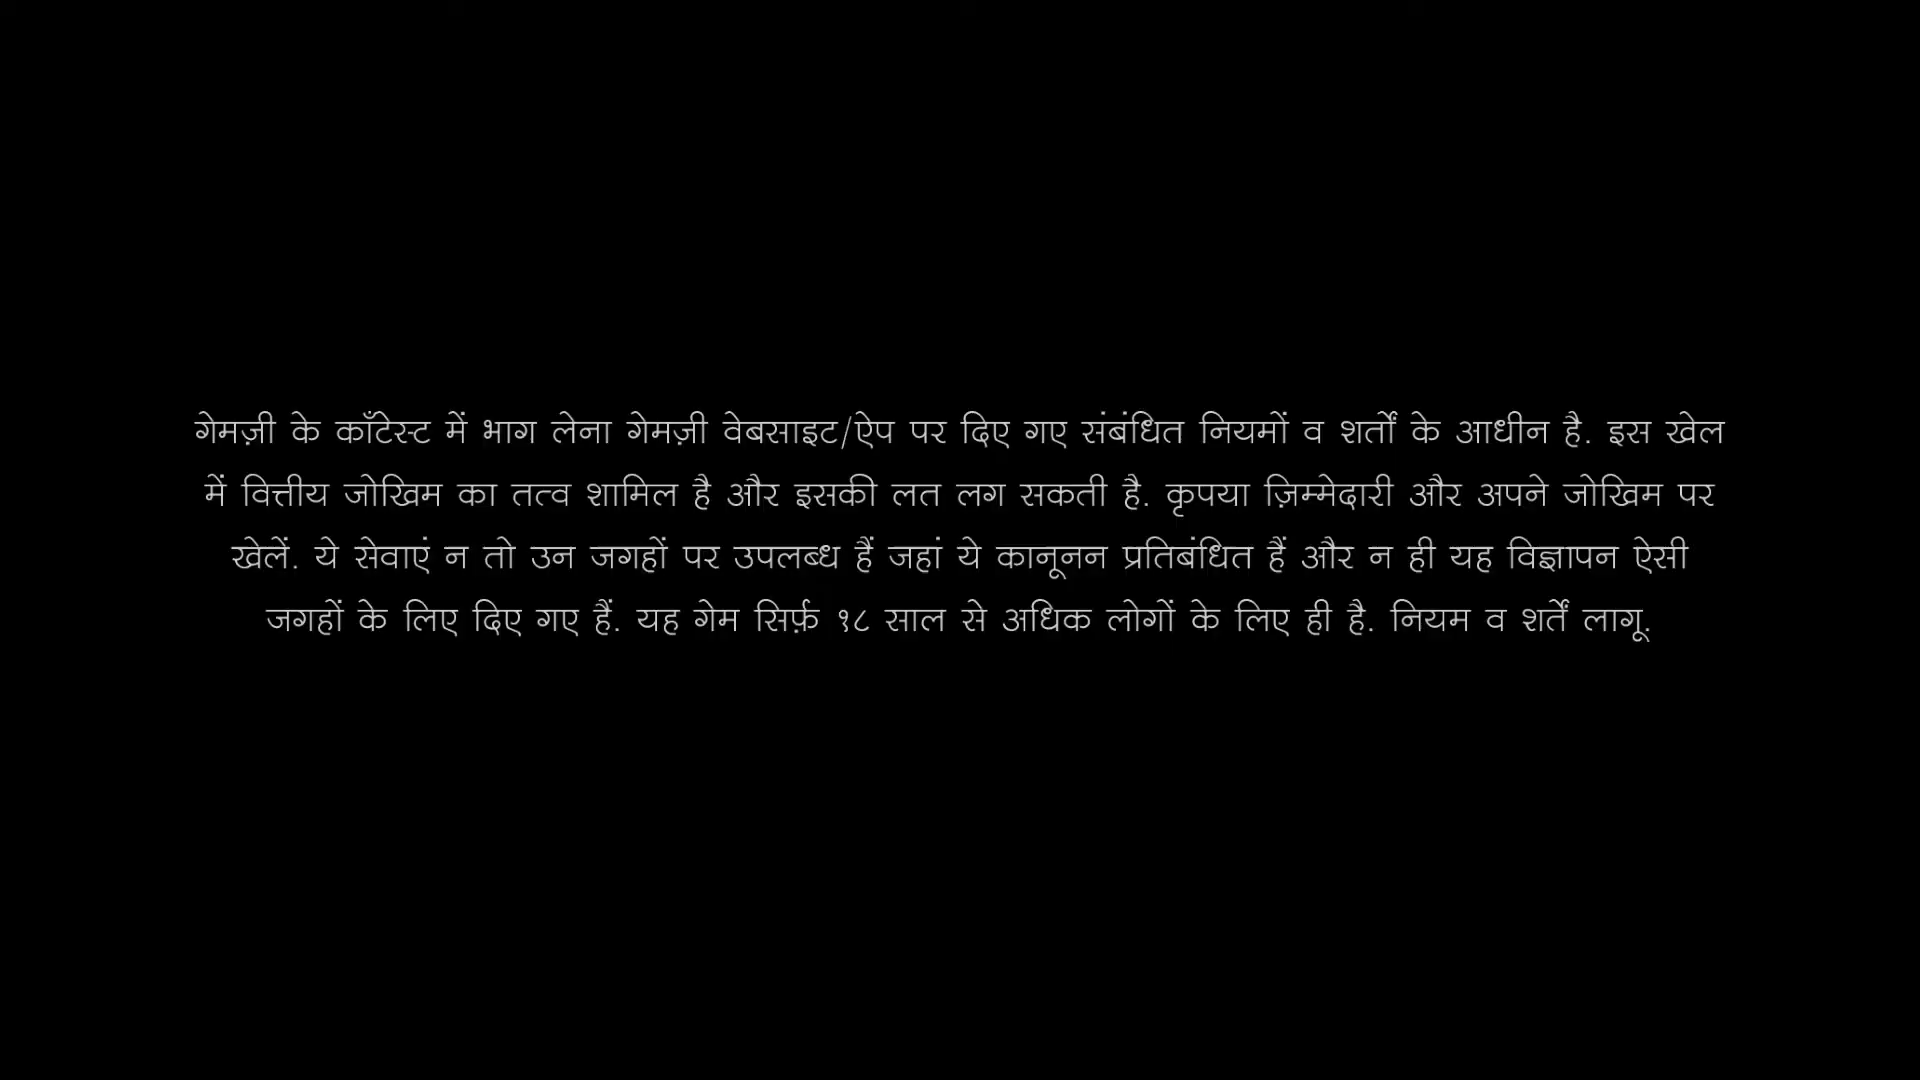 गेमज़ी के कॉंटेस्ट में भाग लेना गेमज़ी वेबसाइट/ऐप पर दिए गए संबंधित नियमों व शर्तों के आधीन है. इस खेल
में वित्तीय जोखिम का तत्व शामिल है और इसकी लत लग सकती है. कृपया ज़िम्मेदारी और अपने जोखिम पर
खेलें. ये सेवाएं न तो उन जगहों पर उपलब्ध हैं जहां ये कानूनन प्रतिबंधित हैं और न ही यह विज्ञापन ऐसी
जगहों के लिए दिए गए हैं. यह गेम सिर्फ़ १८ साल से अधिक लोगों के लिए ही है. नियम व शर्तें लागू.